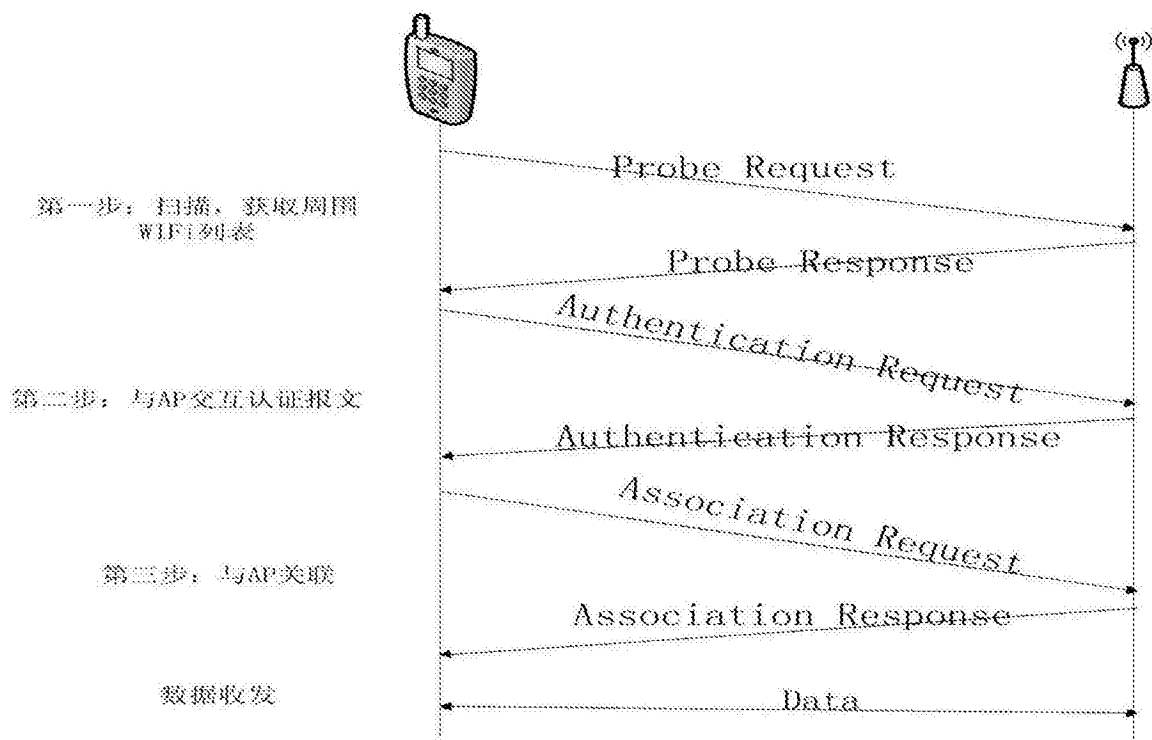 Probe Request
第一步：扫描，获取周围
WIFI列表
Probe Response
Authentication Request
第二步：与AP交互认证报文
Authentication Response
Association Request
第三步：与AP关联
Association Response
数据收发
Data